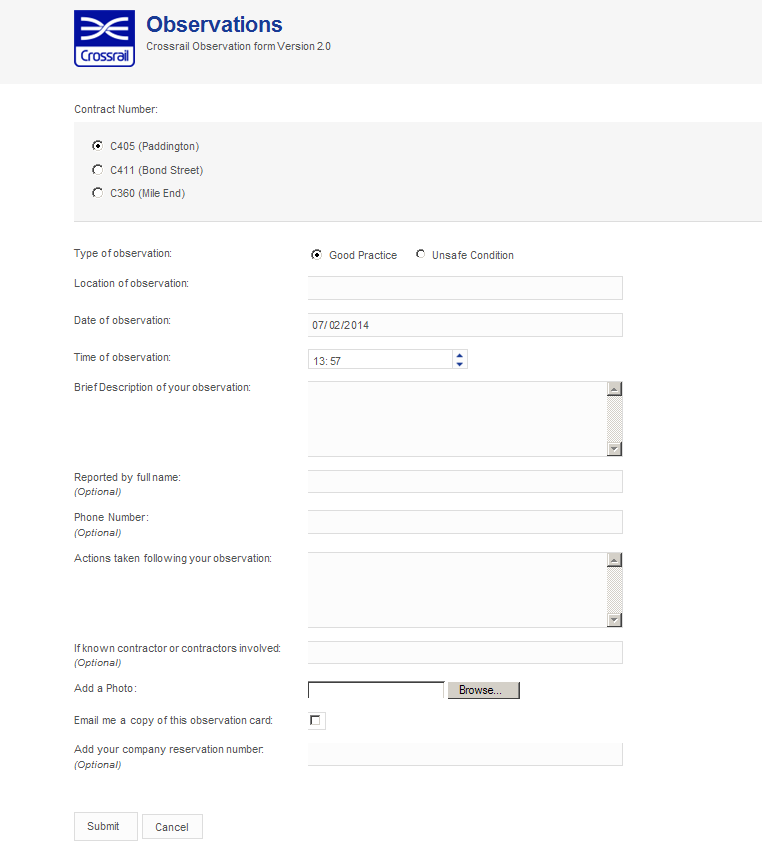 Crossrail
Observations
Crossrail Observation form Version 2.0
Contract Number:
C405 (Paddington)
C411 (Bond Street)
C360 (Mile End)
Type of observation:
Good Practice
Unsafe Condition
Location of observation:
Date of observation:
07/02/2014
Time of observation:
13:57
Brief Description of your observation:
Reported by full name:
(Optional)
Phone Number:
(Optional)
Actions taken following your observation:
If known contractor or contractors involved:
(Optional)
Add a Photo:
Browse...
Email me a copy of this observation card:
Add your company reservation number:
(Optional)
Submit
Cancel